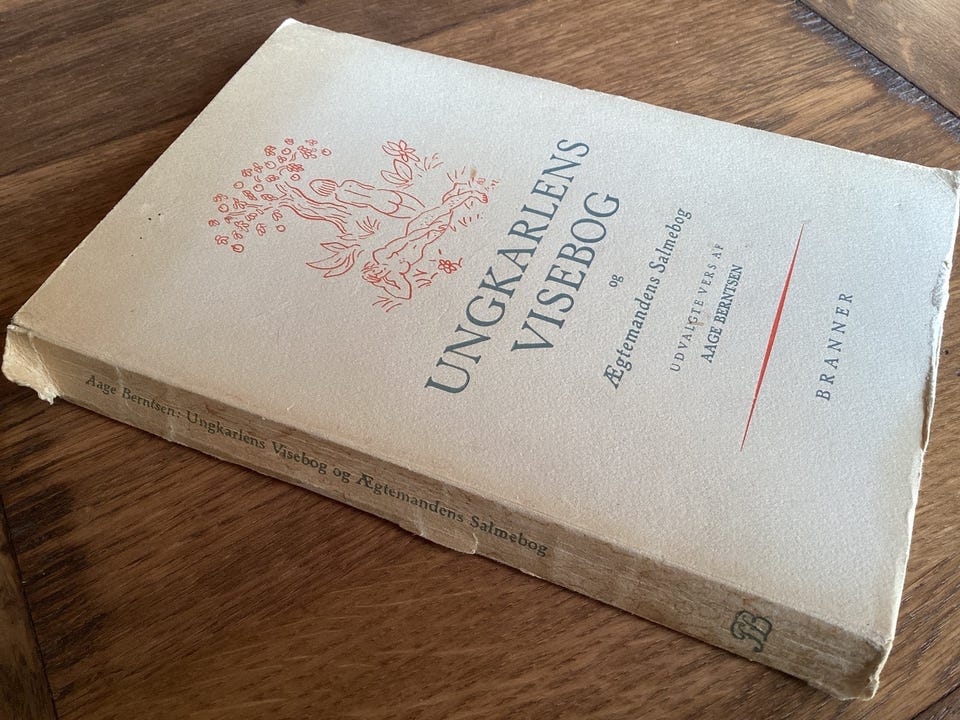 UNGKARLENS
VISEBOG
og
Ægtemandens Salmebog
UDVALGTE VERS AF
AAGE BERNTSEN
BRANNER
Aage Berntsen: Ungkarlens Visebog og Ægtemandens Salmebog